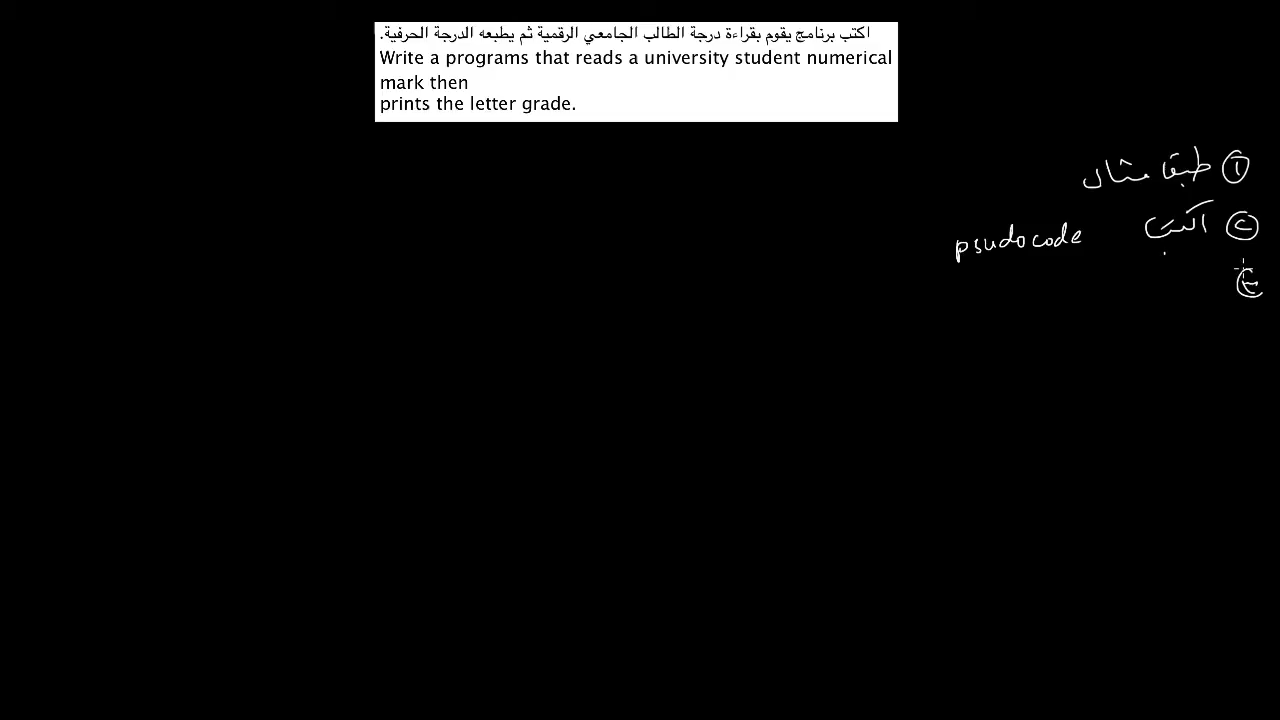 اكتب برنامج يقوم بقراءة درجة الطالب الجامعي الرقمية ثم يطبعه الدرجة الحرفية.
Write a programs that reads a university student numerical
mark then
prints the letter grade.
① طبقا مثال
② اكتب psudocode